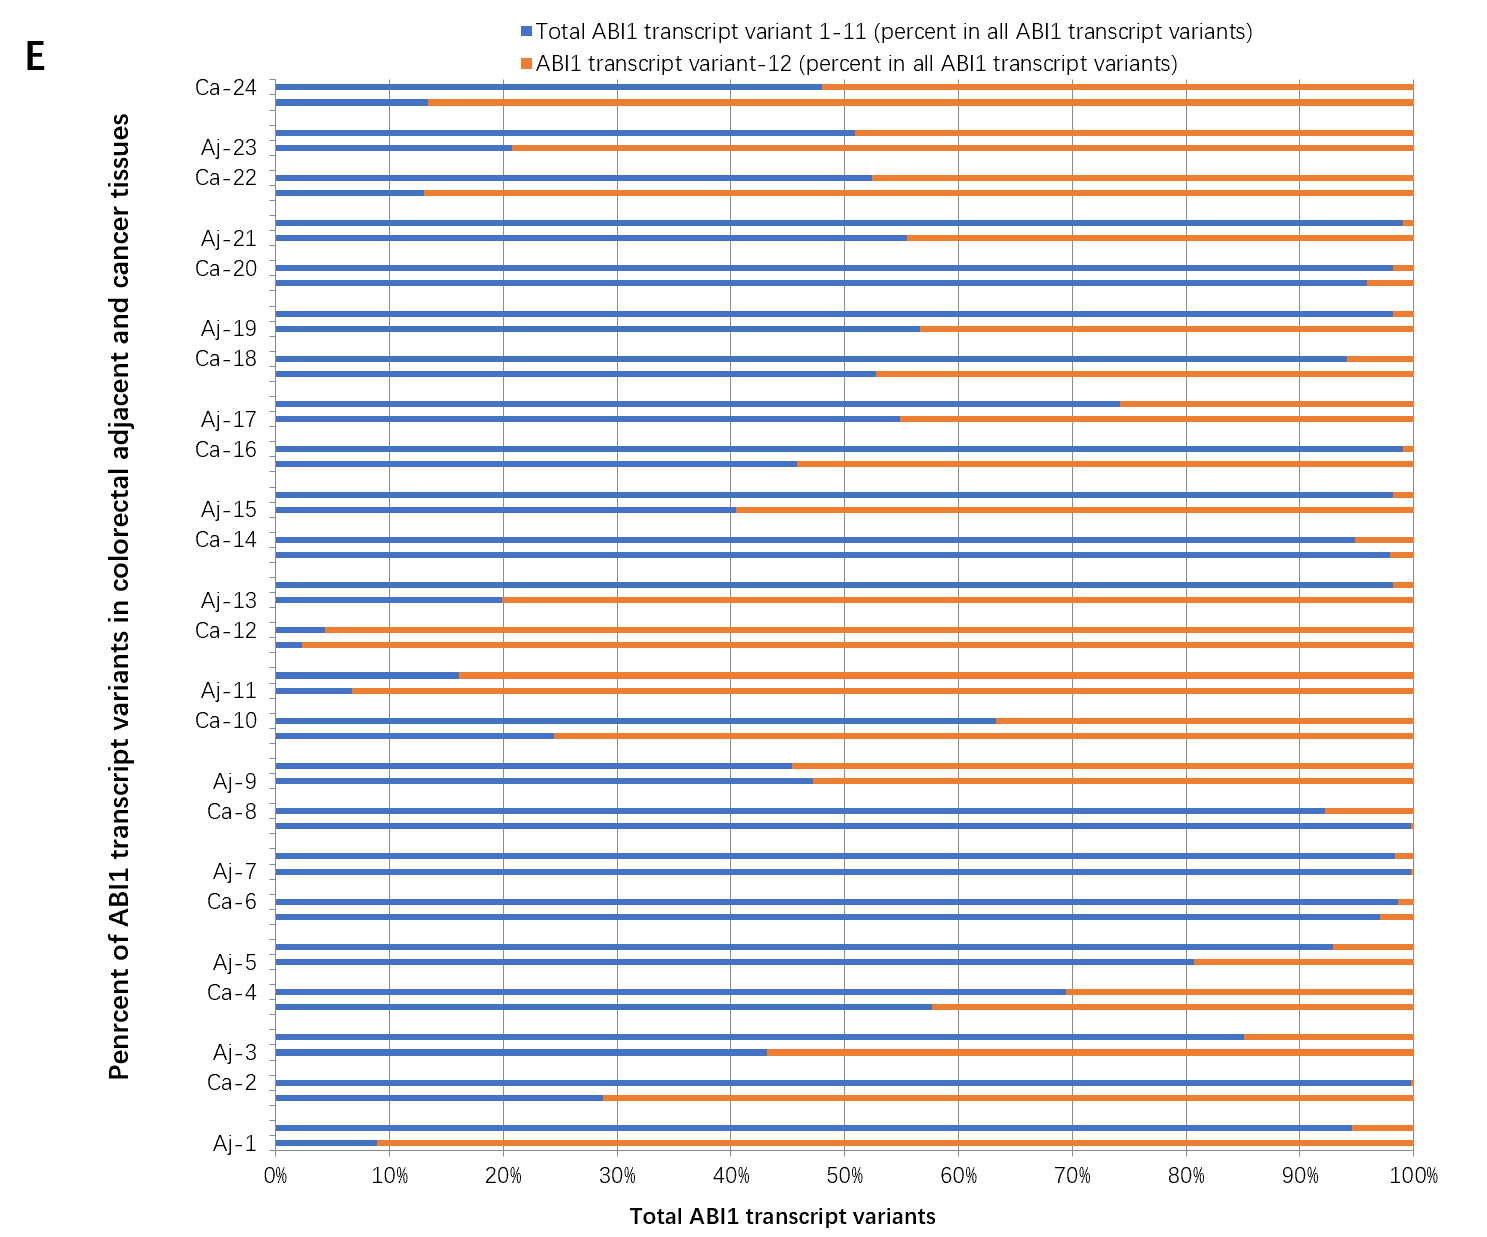 E
Total ABI1 transcript variant 1-11 (percent in all ABI1 transcript variants)
ABI1 transcript variant-12 (percent in all ABI1 transcript variants)
Penrcent of ABI1 transcript variants in colorectal adjacent and cancer tissues
Ca-24
Aj-23
Ca-22
Aj-21
Ca-20
Aj-19
Ca-18
Aj-17
Ca-16
Aj-15
Ca-14
Aj-13
Ca-12
Aj-11
Ca-10
Aj-9
Ca-8
Aj-7
Ca-6
Aj-5
Ca-4
Aj-3
Ca-2
Aj-1
0% 10% 20% 30% 40% 50% 60% 70% 80% 90% 100%
Total ABI1 transcript variants